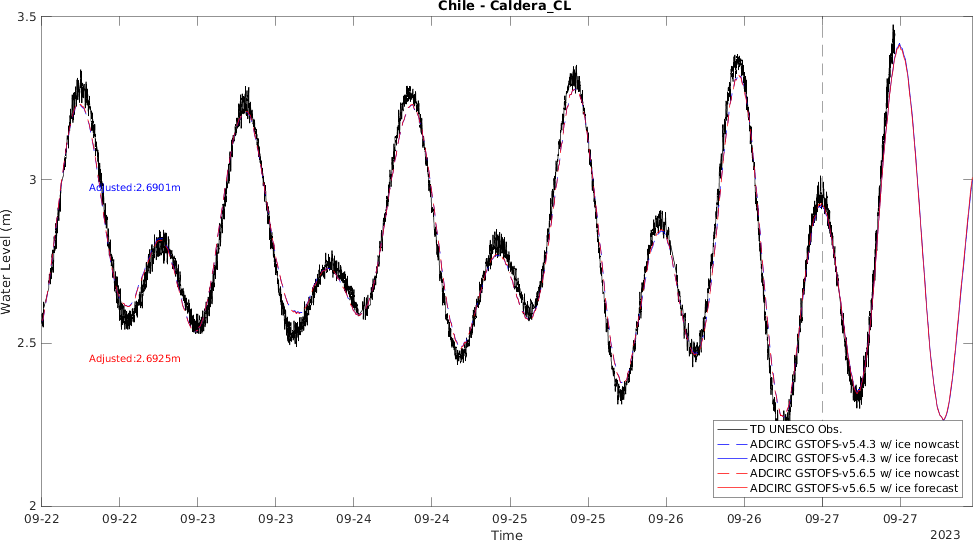 Chile - Caldera_CL
3.5
3
2.5
2
Water Level (m)
Adjusted:2.6901m
Adjusted:2.6925m
TD UNESCO Obs.
ADCIRC GSTOFS-v5.4.3 w/ ice nowcast
ADCIRC GSTOFS-v5.4.3 w/ ice forecast
ADCIRC GSTOFS-v5.6.5 w/ ice nowcast
ADCIRC GSTOFS-v5.6.5 w/ ice forecast
09-22 09-22 09-23 09-23 09-24 09-24 09-25 09-25 09-26 09-26 09-27 09-27
Time
2023